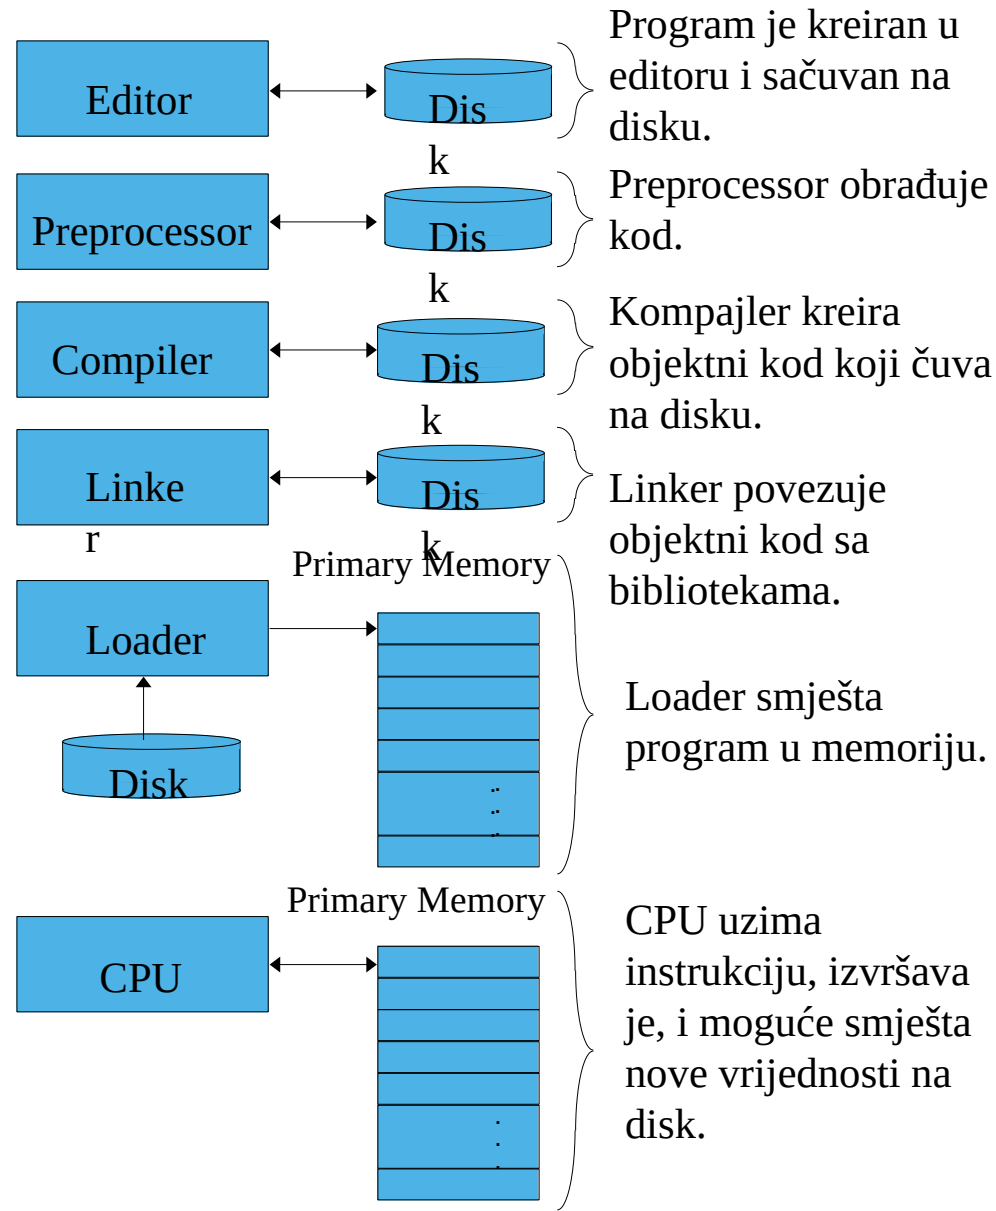 Editor
Dis
k
Program je kreiran u
editoru i sačuvan na
disku.
Preprocessor
Dis
k
Preprocessor obrađuje
kod.
Compiler
Dis
k
Kompajler kreira
objektni kod koji čuva
na disku.
Linke
r
Dis
k
Linker povezuje
objektni kod sa
bibliotekama.
Primary Memory
Loader
Disk
Loader smješta
program u memoriju.
Primary Memory
CPU
CPU uzima
instrukciju, izvršava
je, i moguće smješta
nove vrijednosti na
disk.